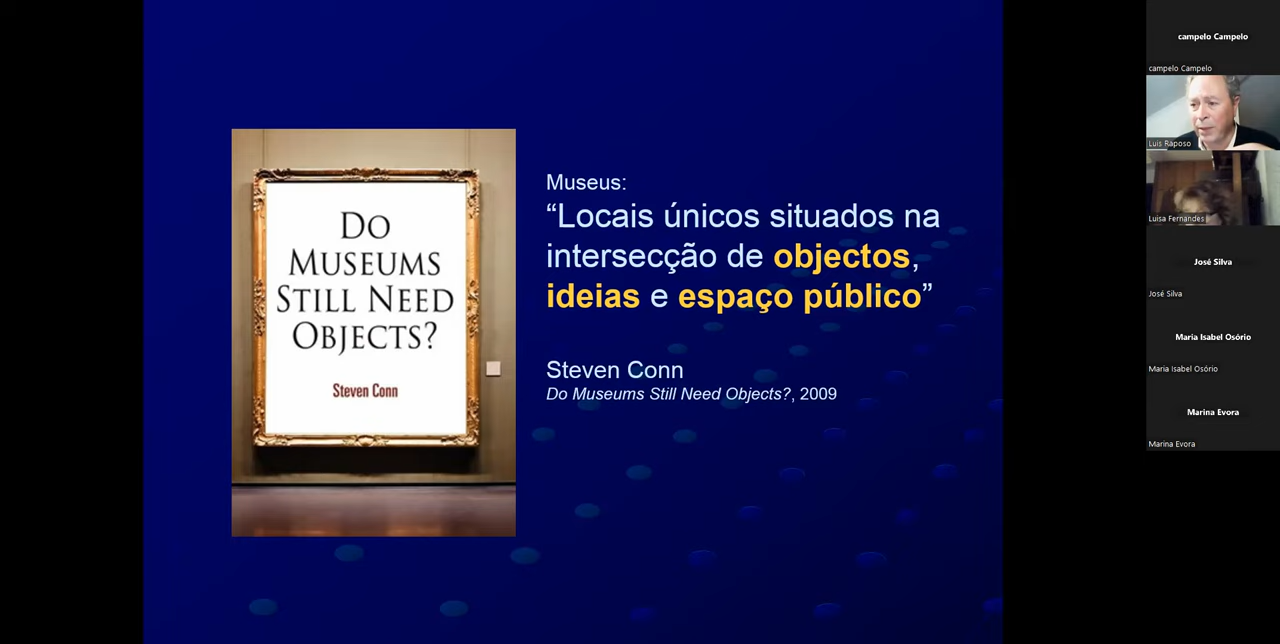 DO
MUSEUMS
STILL NEED
OBJECTS?
Steven Conn
Museus:
“Locais únicos situados na
intersecção de objectos,
ideias e espaço público”
Steven Conn
Do Museums Still Need Objects?, 2009
campelo Campelo
campelo Campelo
Luis Raposo
Luisa Fernandes
José Silva
José Silva
Maria Isabel Osório
Maria Isabel Osório
Marina Evora
Marina Evora